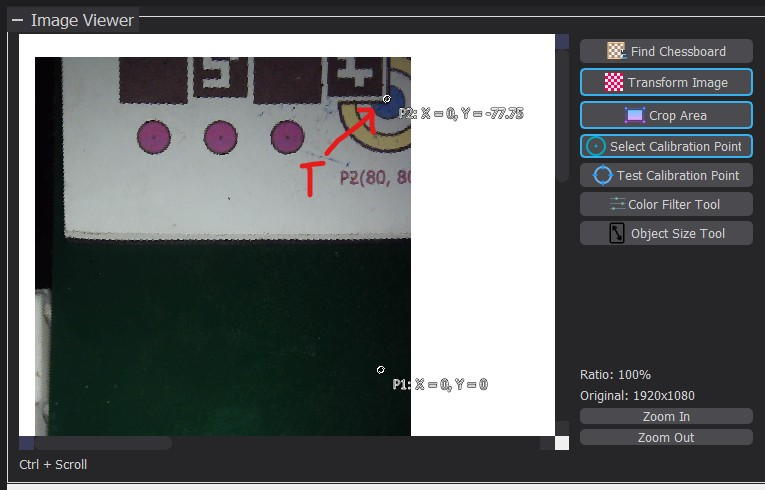 Image Viewer
Find Chessboard
Transform Image
Crop Area
Select Calibration Point
Test Calibration Point
Color Filter Tool
Object Size Tool
P2: X = 0, Y = -77.75
T
P2(80, 80
P1: X = 0, Y = 0
Ratio: 100%
Original: 1920x1080
Zoom In
Zoom Out
Ctrl + Scroll